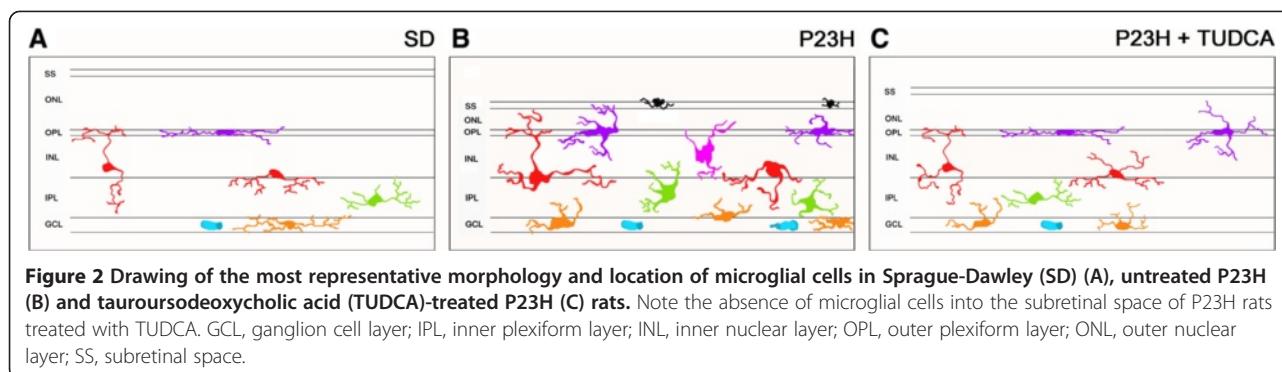 A SD
SS
ONL
OPL
INL
IPL
GCL
B P23H
SS
ONL
OPL
INL
IPL
GCL
C P23H + TUDCA
SS
ONL
OPL
INL
IPL
GCL
Figure 2 Drawing of the most representative morphology and location of microglial cells in Sprague-Dawley (SD) (A), untreated P23H
(B) and tauroursodeoxycholic acid (TUDCA)-treated P23H (C) rats. Note the absence of microglial cells into the subretinal space of P23H rats
treated with TUDCA. GCL, ganglion cell layer; IPL, inner plexiform layer; INL, inner nuclear layer; OPL, outer plexiform layer; ONL, outer nuclear
layer; SS, subretinal space.